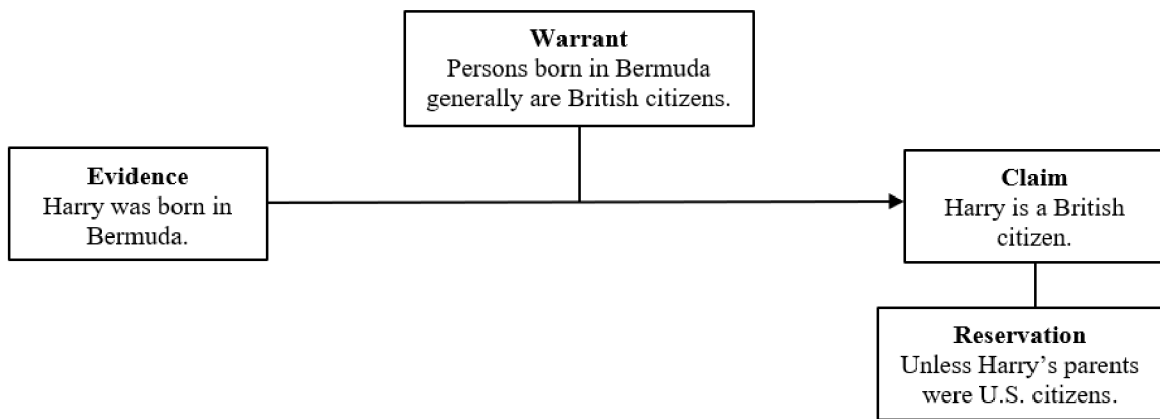 Warrant
Persons born in Bermuda
generally are British citizens.
Evidence
Harry was born in
Bermuda.
Claim
Harry is a British
citizen.
Reservation
Unless Harry’s parents
were U.S. citizens.